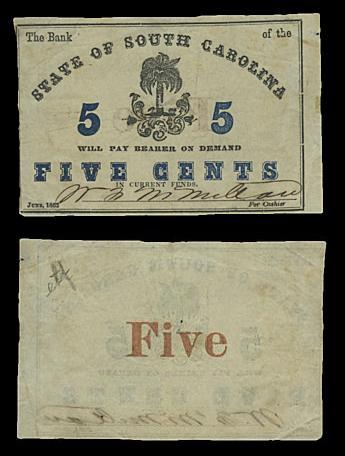 The Bank of the
STATE OF SOUTH CAROLINA
5 5
WILL PAY BEARER ON DEMAND
FIVE CENTS
IN CURRENT FUNDS.
June, 1863 For Cashier
Five